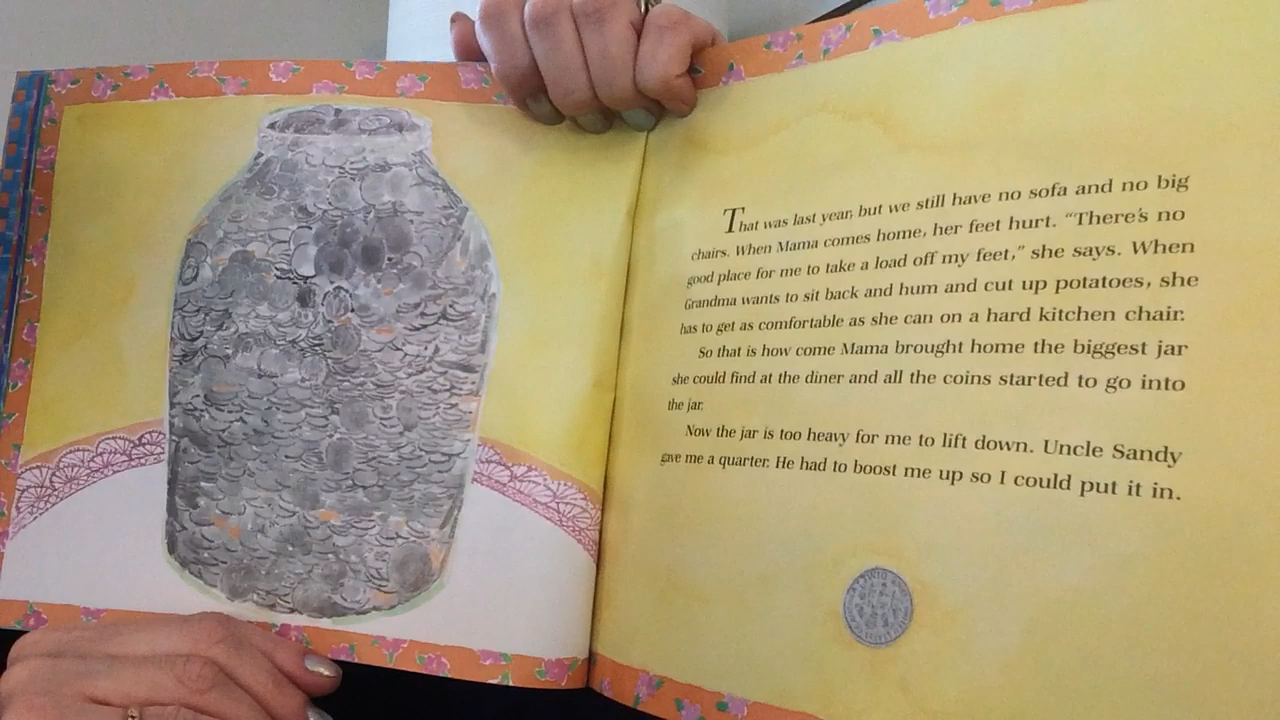 That was last year, but we still have no sofa and no big
chairs. When Mama comes home, her feet hurt. “There's no
good place for me to take a load off my feet,” she says. When
Grandma wants to sit back and hum and cut up potatoes, she
has to get as comfortable as she can on a hard kitchen chair.
So that is how come Mama brought home the biggest jar
she could find at the diner and all the coins started to go into
the jar.
Now the jar is too heavy for me to lift down. Uncle Sandy
gave me a quarter. He had to boost me up so I could put it in.